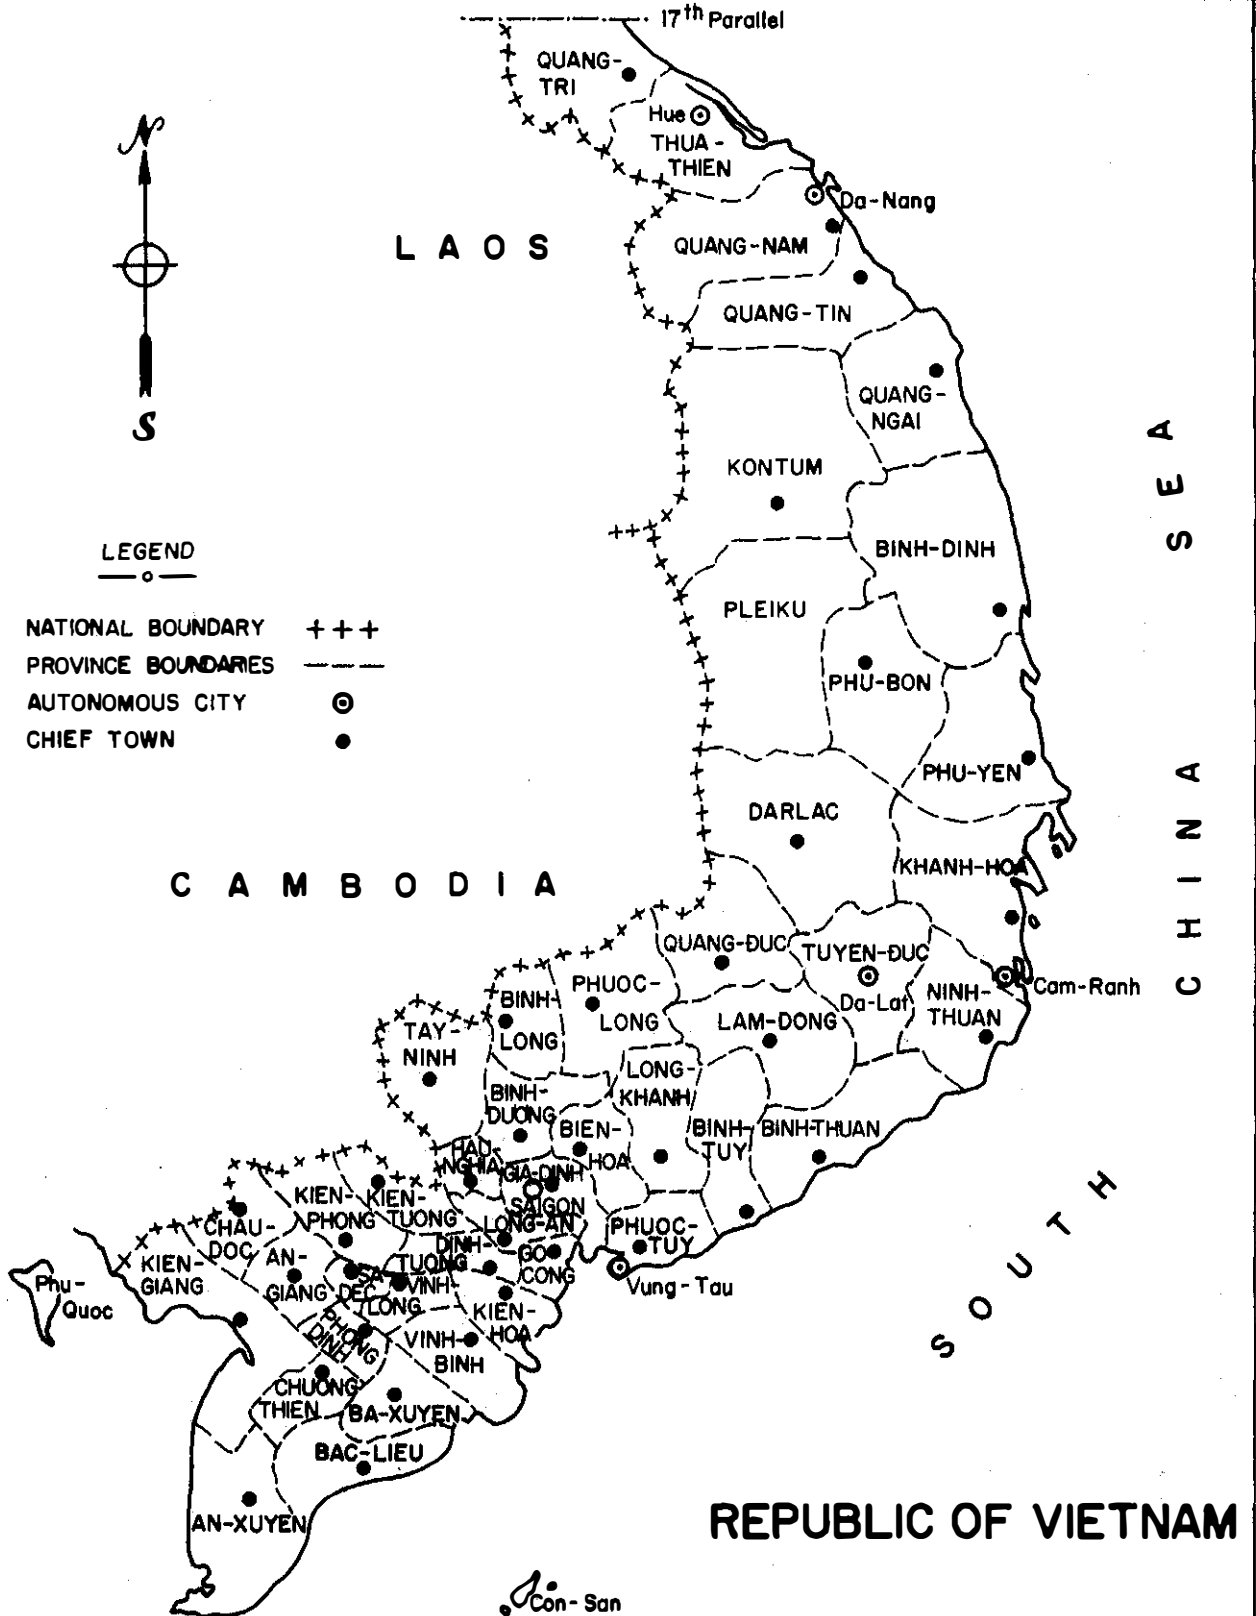 17th Parallel
QUANG-
TRI
Hue
THUA-
THIEN
Da-Nang
LAOS
QUANG-NAM
QUANG-TIN
N
S
QUANG-
NGAI
KONTUM
BINH-DINH
PLEIKU
PHU-BON
PHU-YEN
DARLAC
KHANH-HOA
LEGEND
NATIONAL BOUNDARY
PROVINCE BOUNDARIES
AUTONOMOUS CITY
CHIEF TOWN
CAMBODIA
QUANG-ĐUC
TUYEN-ĐUC
Da-Lat
Cam-Ranh
NINH-
THUAN
PHUOC-
LONG
BINH-
LONG
LAM-DONG
TAY-
NINH
LONG-
KHANH
BINH-
DUONG
BIEN-
HOA
BINH-
TUY
BINH-THUAN
HAU-
NGHIA
GIA-DINH
SAIGON
KIEN-
PHONG
KIEN-
TUONG
LONG-AN
PHUOC-
TUY
Vung-Tau
CHAU-
DOC
DINH-
TUONG
GO
CONG
KIEN-
GIANG
AN-
GIANG
SA
DEC
VINH-
LONG
KIEN-
HOA
Phu-
Quoc
PHONG
DINH
VINH-
BINH
CHUONG
THIEN
BA-XUYEN
BAC-LIEU
AN-XUYEN
Con-San
SOUTH
CHINA
SEA
REPUBLIC OF VIETNAM